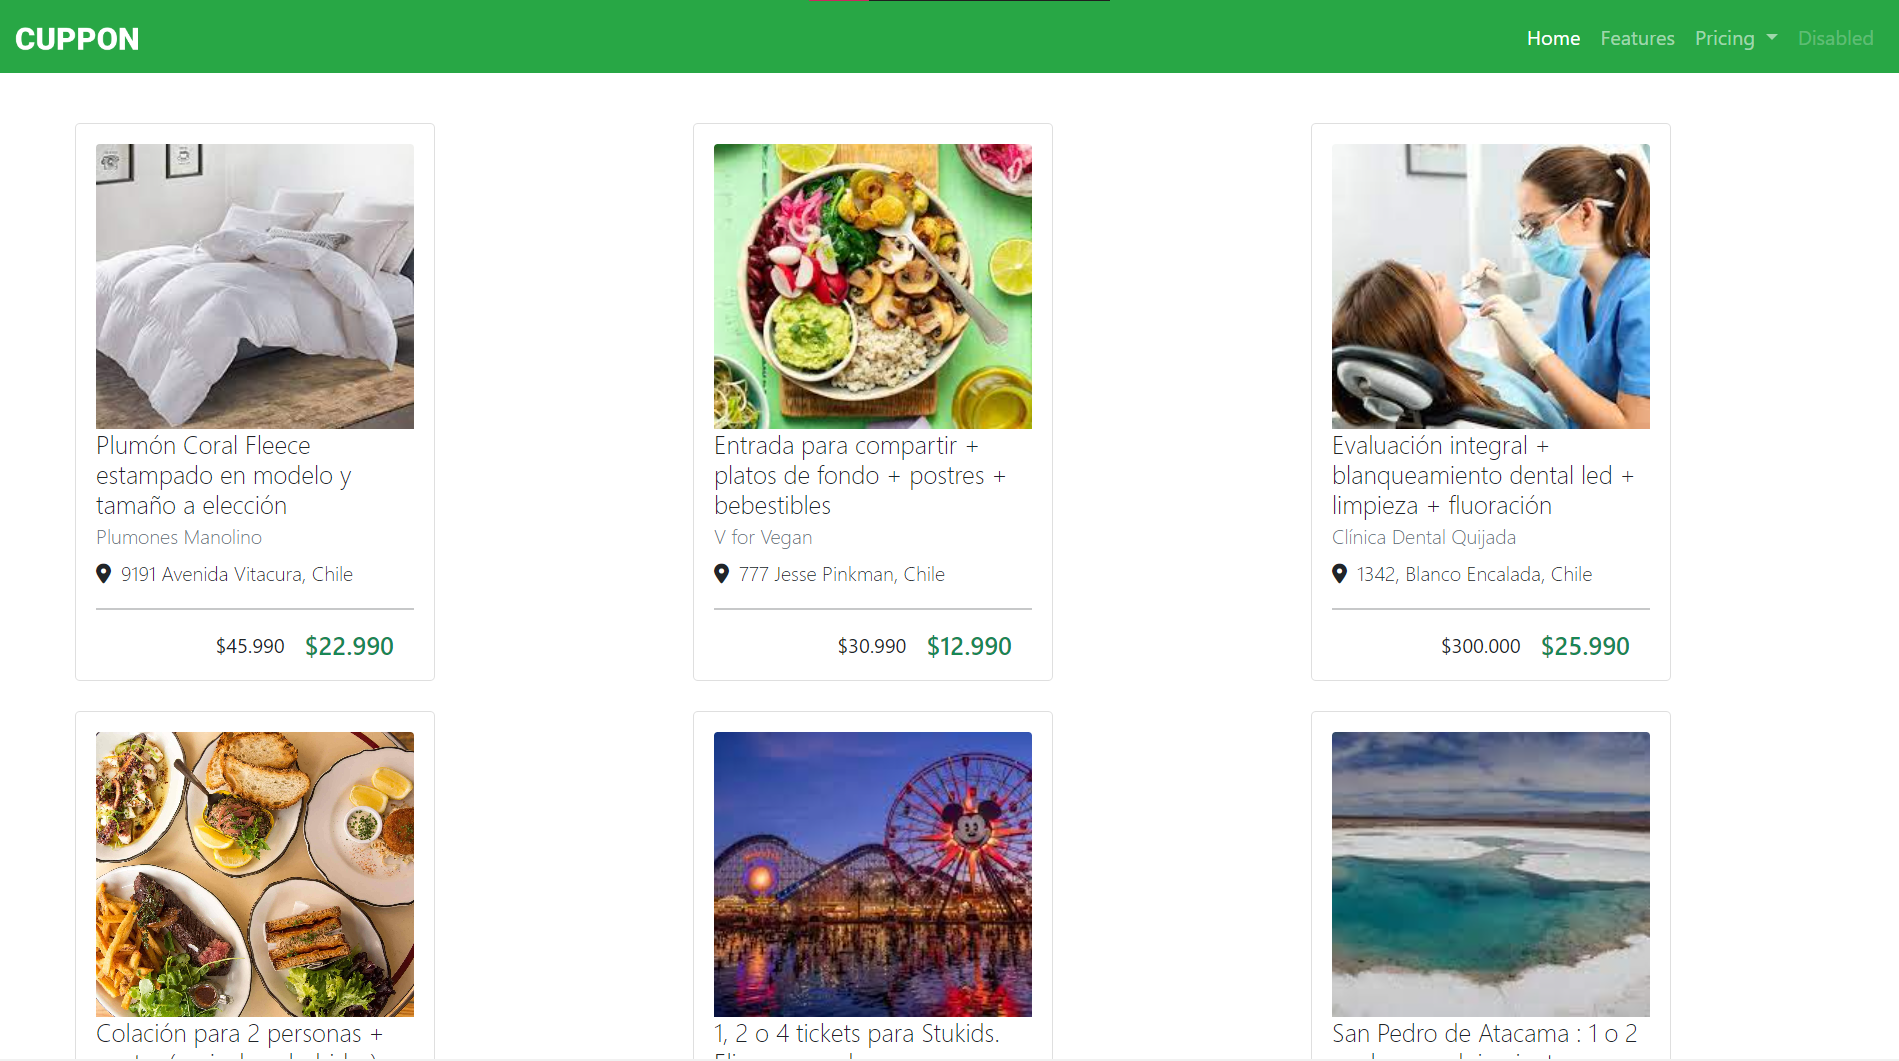 CUPPON
Home Features Pricing Disabled
Plumón Coral Fleece
estampado en modelo y
tamaño a elección
Plumones Manolino
9191 Avenida Vitacura, Chile
$45.990 $22.990
Entrada para compartir +
platos de fondo + postres +
bebestibles
V for Vegan
777 Jesse Pinkman, Chile
$30.990 $12.990
Evaluación integral +
blanqueamiento dental led +
limpieza + fluoración
Clínica Dental Quijada
1342, Blanco Encalada, Chile
$300.000 $25.990
Colación para 2 personas +
1, 2 o 4 tickets para Stukids.
San Pedro de Atacama : 1 o 2